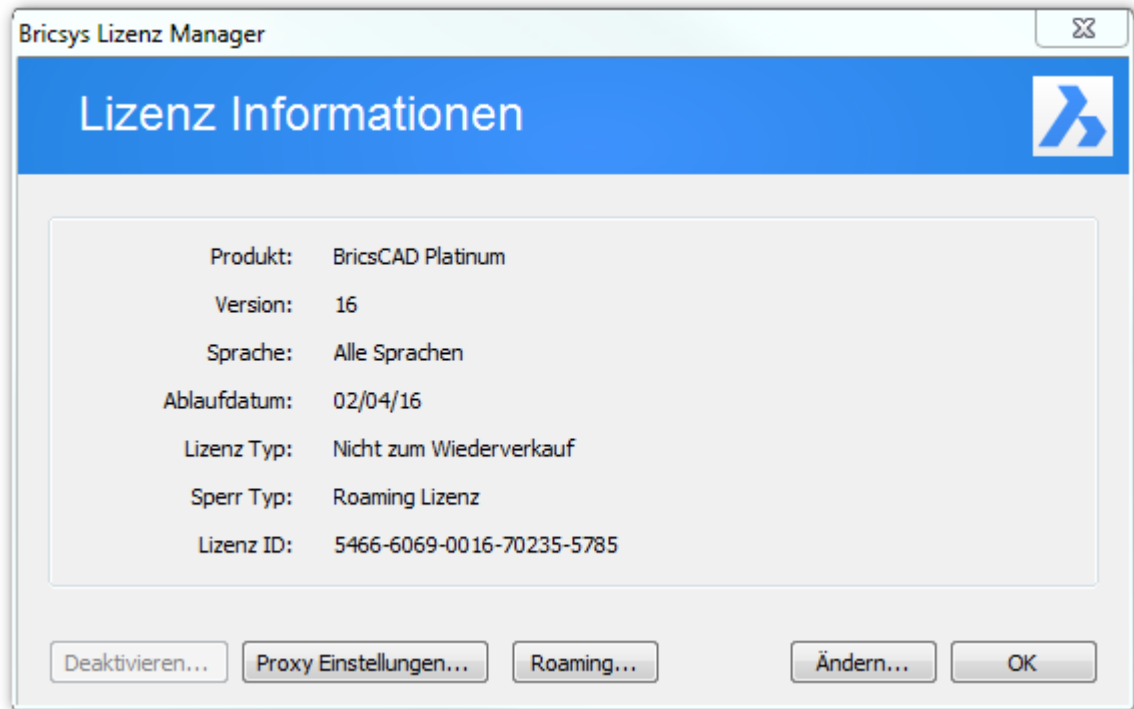 Bricsys Lizenz Manager
Lizenz Informationen
Produkt: BricsCAD Platinum
Version: 16
Sprache: Alle Sprachen
Ablaufdatum: 02/04/16
Lizenz Typ: Nicht zum Wiederverkauf
Sperr Typ: Roaming Lizenz
Lizenz ID: 5466-6069-0016-70235-5785
Deaktivieren... Proxy Einstellungen... Roaming... Ändern... OK